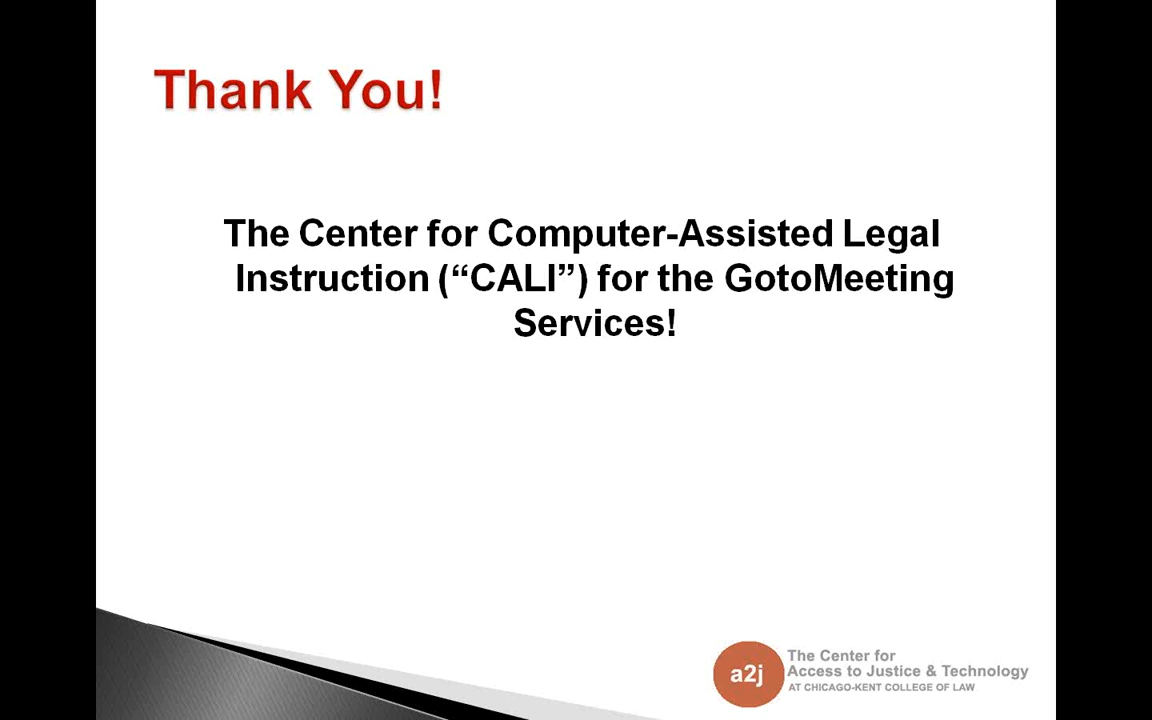 Thank You!
The Center for Computer-Assisted Legal
Instruction (“CALI”) for the GotoMeeting
Services!
a2j
The Center for
Access to Justice & Technology
AT CHICAGO-KENT COLLEGE OF LAW